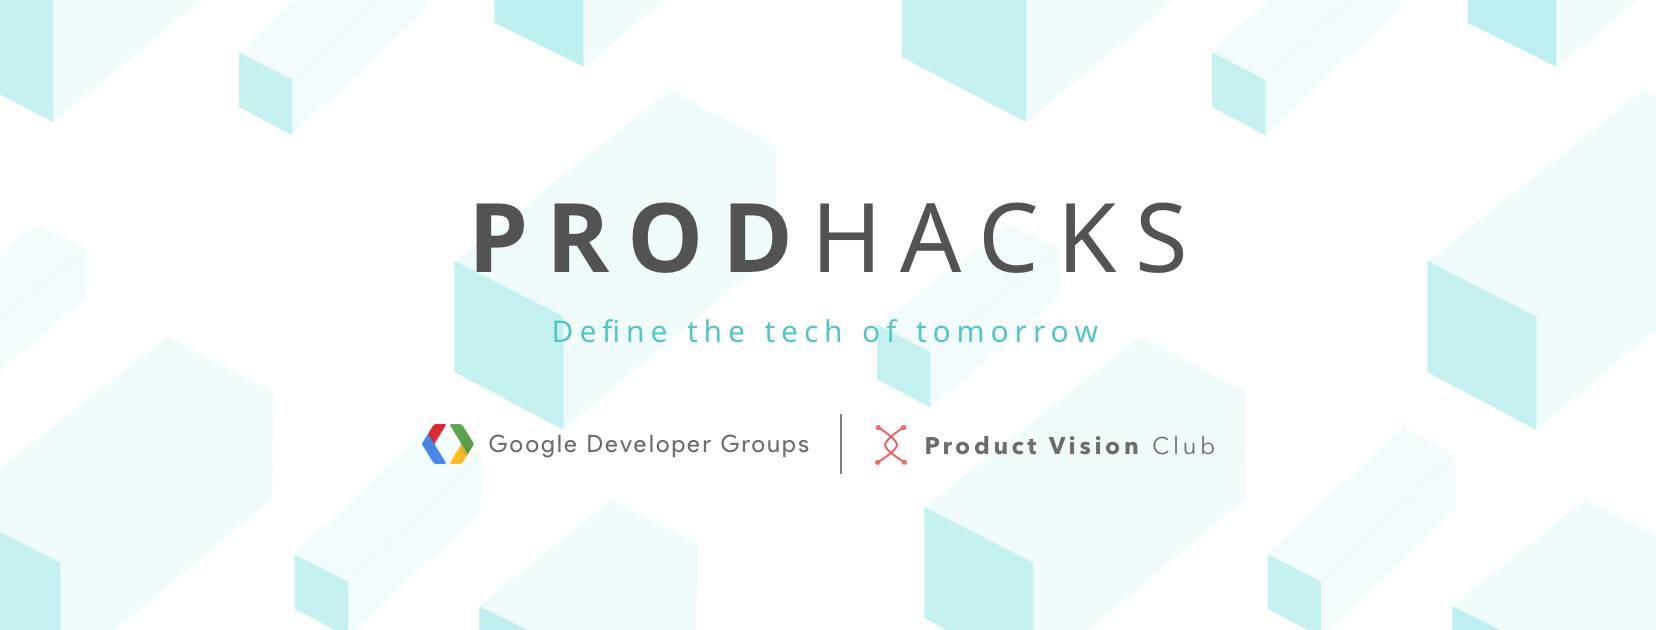 PRODHACKS
Define the tech of tomorrow
Google Developer Groups
Product Vision Club